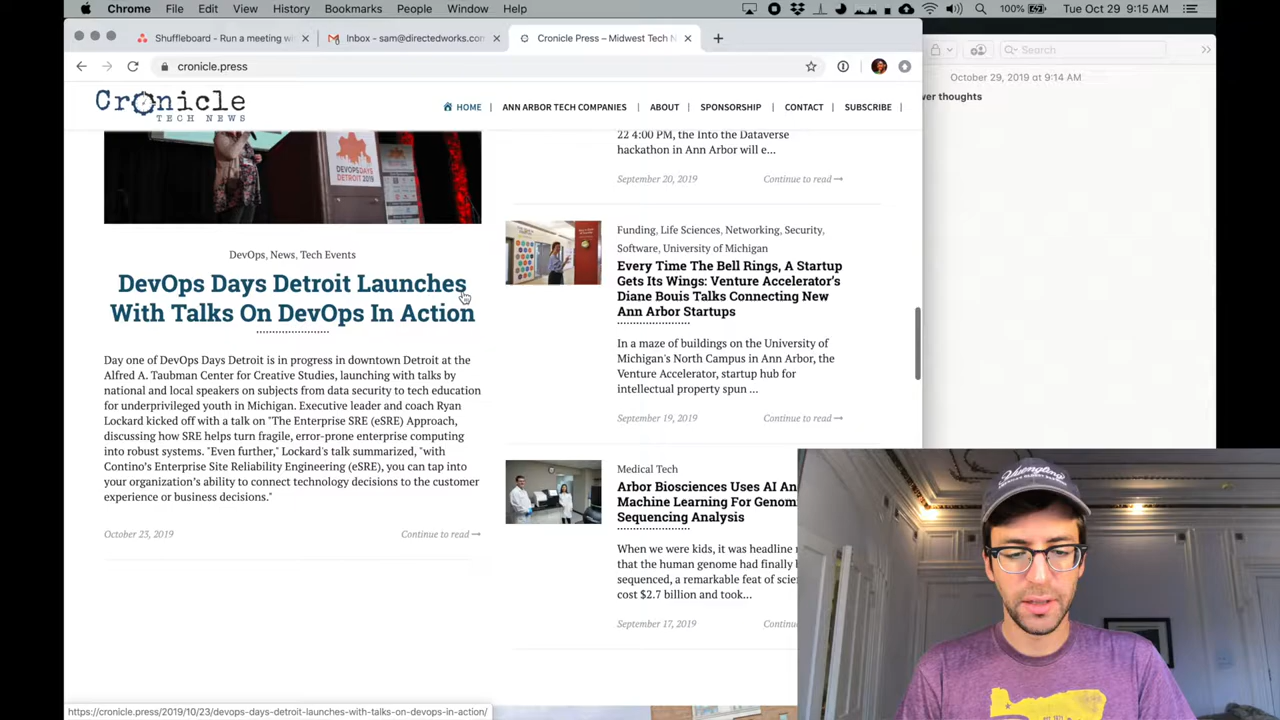 Chrome File Edit View History Bookmarks People Window Help
100% Tue Oct 29 9:15 AM
Shuffleboard - Run a meeting wi
Inbox - sam@directedworks.com
Cronicle Press – Midwest Tech N
cronicle.press
Search
October 29, 2019 at 9:14 AM
ver thoughts
Cronicle
TECH NEWS
HOME | ANN ARBOR TECH COMPANIES | ABOUT | SPONSORSHIP | CONTACT | SUBSCRIBE |
DEVOPS
DAYS
DETROIT 2019
DevOps, News, Tech Events
DevOps Days Detroit Launches
With Talks On DevOps In Action
Day one of DevOps Days Detroit is in progress in downtown Detroit at the
Alfred A. Taubman Center for Creative Studies, launching with talks by
national and local speakers on subjects from data security to tech education
for underprivileged youth in Michigan. Executive leader and coach Ryan
Lockard kicked off with a talk on "The Enterprise SRE (eSRE) Approach,
discussing how SRE helps turn fragile, error-prone enterprise computing
into robust systems. "Even further," Lockard's talk summarized, "with
Contino's Enterprise Site Reliability Engineering (eSRE), you can tap into
your organization's ability to connect technology decisions to the customer
experience or business decisions."
October 23, 2019
Continue to read
22 4:00 PM, the Into the Dataverse
hackathon in Ann Arbor will e...
September 20, 2019
Continue to read
Funding, Life Sciences, Networking, Security,
Software, University of Michigan
Every Time The Bell Rings, A Startup
Gets Its Wings: Venture Accelerator's
Diane Bouis Talks Connecting New
Ann Arbor Startups
In a maze of buildings on the University of
Michigan's North Campus in Ann Arbor, the
Venture Accelerator, startup hub for
intellectual property spun ...
September 19, 2019
Continue to read
Medical Tech
Arbor Biosciences Uses AI An
Machine Learning For Genom
Sequencing Analysis
When we were kids, it was headline
that the human genome had finally b
sequenced, a remarkable feat of scie
cost $2.7 billion and took...
September 17, 2019
Contin
https://cronicle.press/2019/10/23/devops-days-detroit-launches-with-talks-on-devops-in-action/
Yuengling